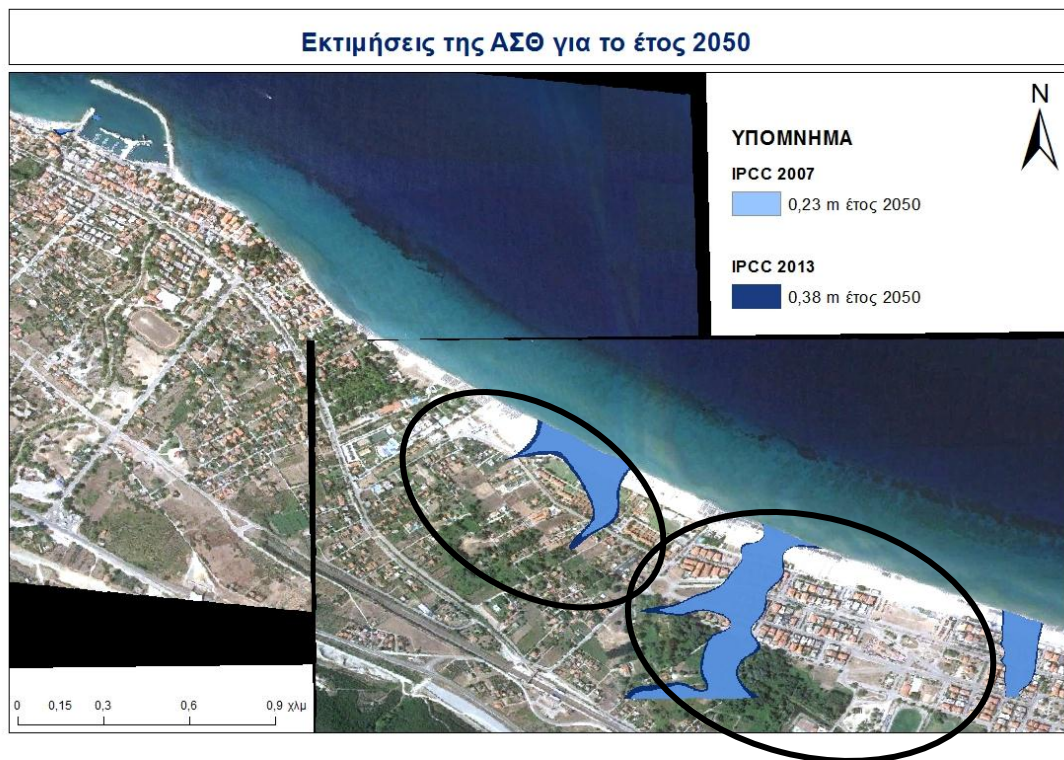 Εκτιμήσεις της ΑΣΘ για το έτος 2050
N
ΥΠΟΜΝΗΜΑ
IPCC 2007
0,23 m έτος 2050
IPCC 2013
0,38 m έτος 2050
0 0,15 0,3 0,6 0,9 χλμ